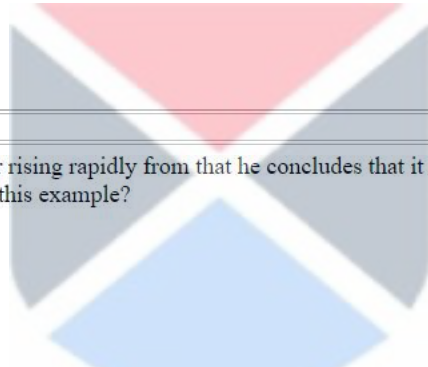 rising rapidly from that he concludes that it
this example?